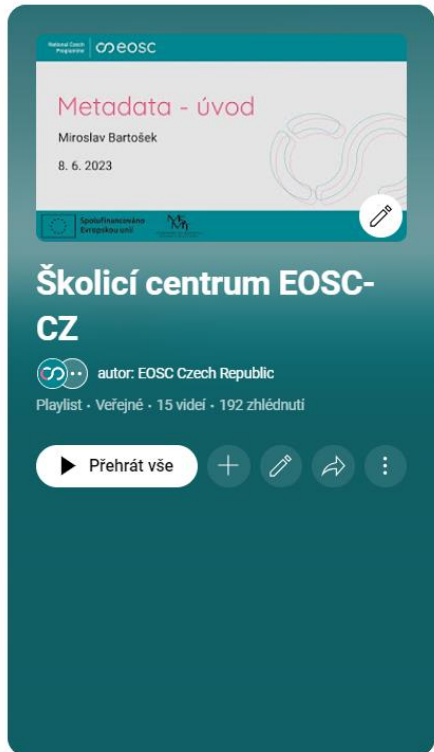 National Czech
Programme
eosc
Metadata - úvod
Miroslav Bartošek
8. 6. 2023
Spolufinancováno
Evropskou unií
Školicí centrum EOSC-
CZ
autor: EOSC Czech Republic
Playlist • Veřejné • 15 videí • 192 zhlédnutí
Přehrát vše